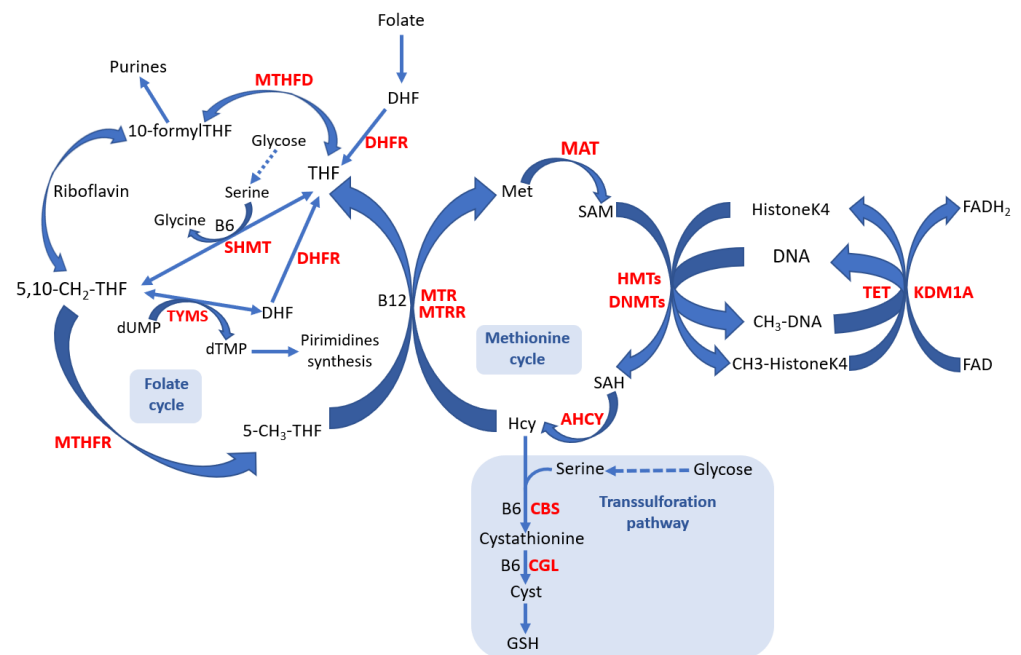 Folate
Purines
MTHFD
DHF
10-formylTHF
Glycose
DHFR
MAT
THF
Riboflavin
Serine
Met
Glycine
B6
SAM
HistoneK4
FADH2
SHMT
DHFR
DNA
HMTs
DNMTs
TET
KDM1A
5,10-CH2-THF
B12
MTR
MTRR
TYMS
DHF
dUMP
dTMP
Pirimidines
synthesis
Methionine
cycle
CH3-DNA
CH3-HistoneK4
FAD
Folate
cycle
SAH
MTHFR
5-CH3-THF
Hcy
AHCY
Serine
Glycose
Transsulforation
pathway
B6
CBS
Cystathionine
B6
CGL
Cyst
GSH